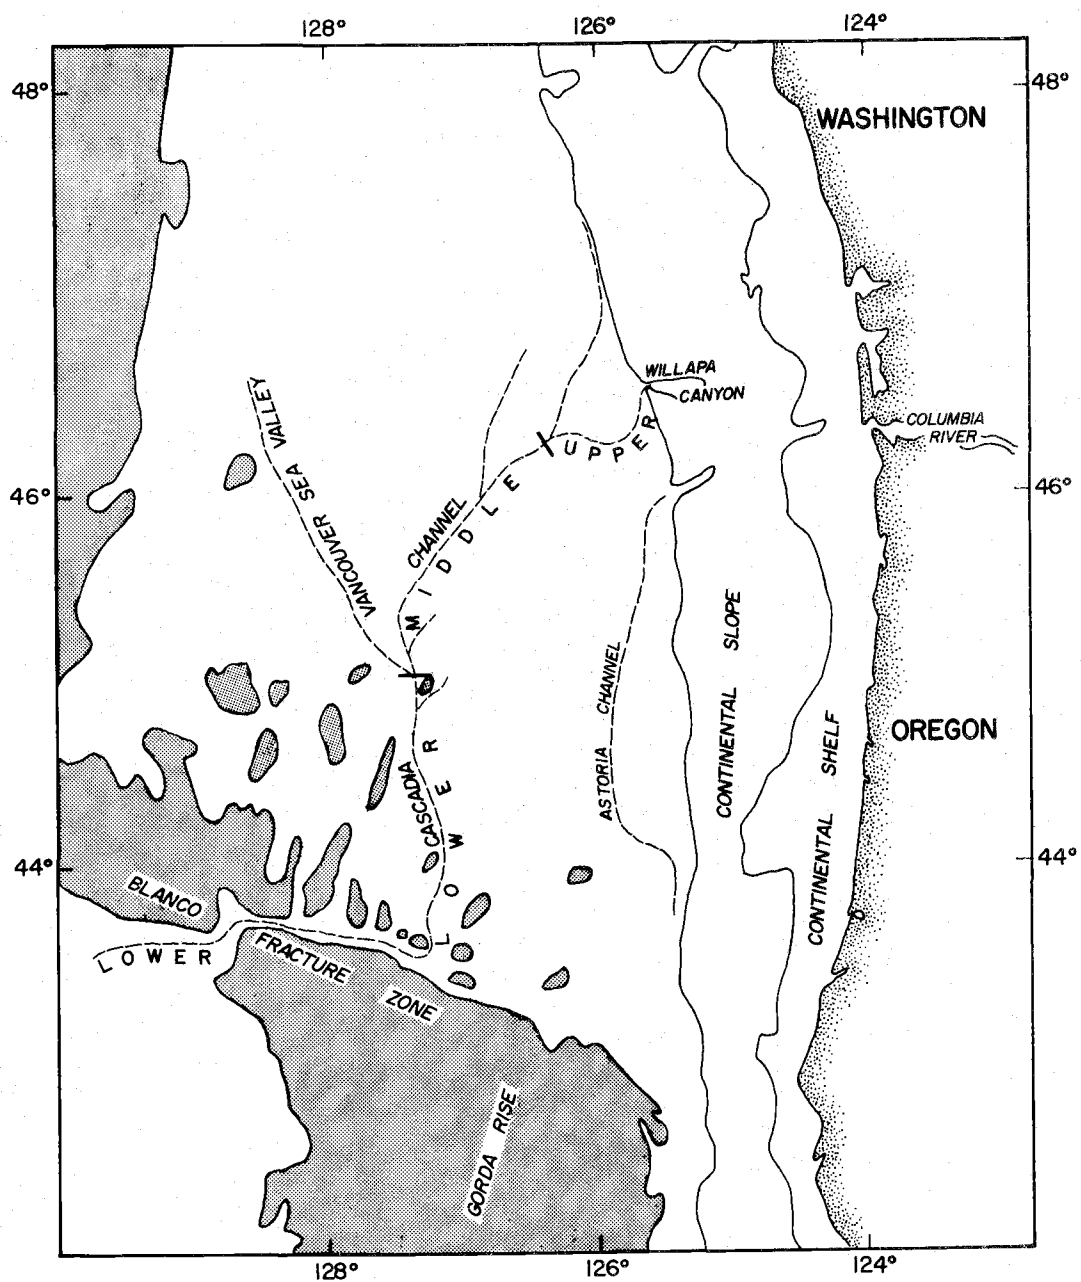 128°
126°
124°
48°
48°
WASHINGTON
WILLAPA
CANYON
COLUMBIA
RIVER
UPPER
VANCOUVER SEA VALLEY
46°
46°
CHANNEL
MIDDLE
CONTINENTAL SLOPE
ASTORIA CHANNEL
OREGON
CONTINENTAL SHELF
CASCADIA
LOWER
44°
44°
BLANCO
FRACTURE
ZONE
LOWER
GORDA RISE
128°
126°
124°